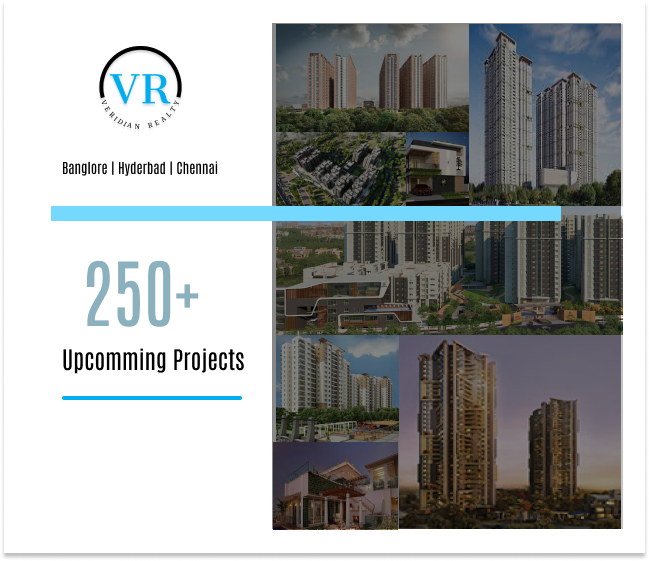 VR
VERIDIAN REALTY
Banglore | Hyderbad | Chennai
250+
Upcomming Projects